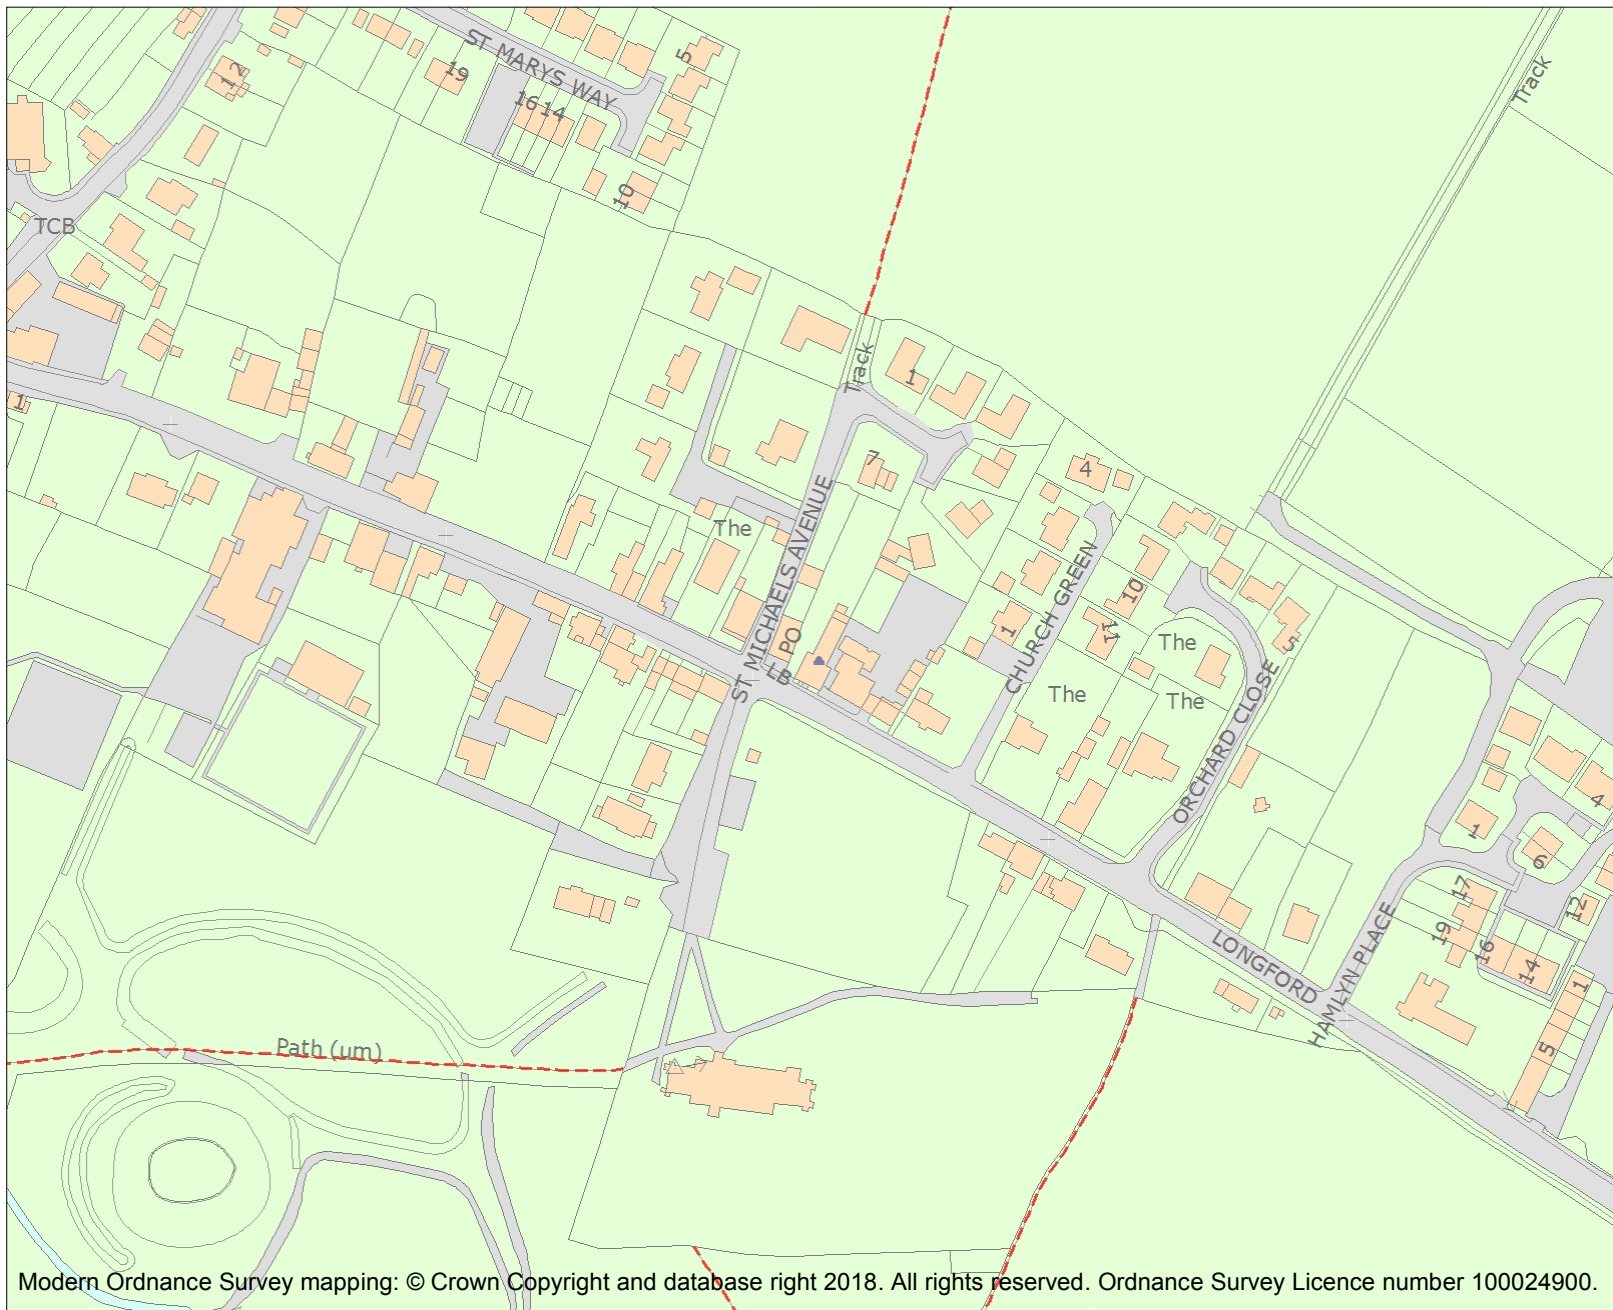 ST MARYS WAY
5
19
16
14
12
10
TCB
Track
Track
1
1
7
4
The
ST MICHAELS AVENUE
PO
LB
CHURCH GREEN
1
10
11
The
The
The
5
ORCHARD CLOSE
4
1
6
17
19
16
14
12
1
5
LONGFORD
HAMLYN PLACE
Path (um)
Modern Ordnance Survey mapping: © Crown Copyright and database right 2018. All rights reserved. Ordnance Survey Licence number 100024900.